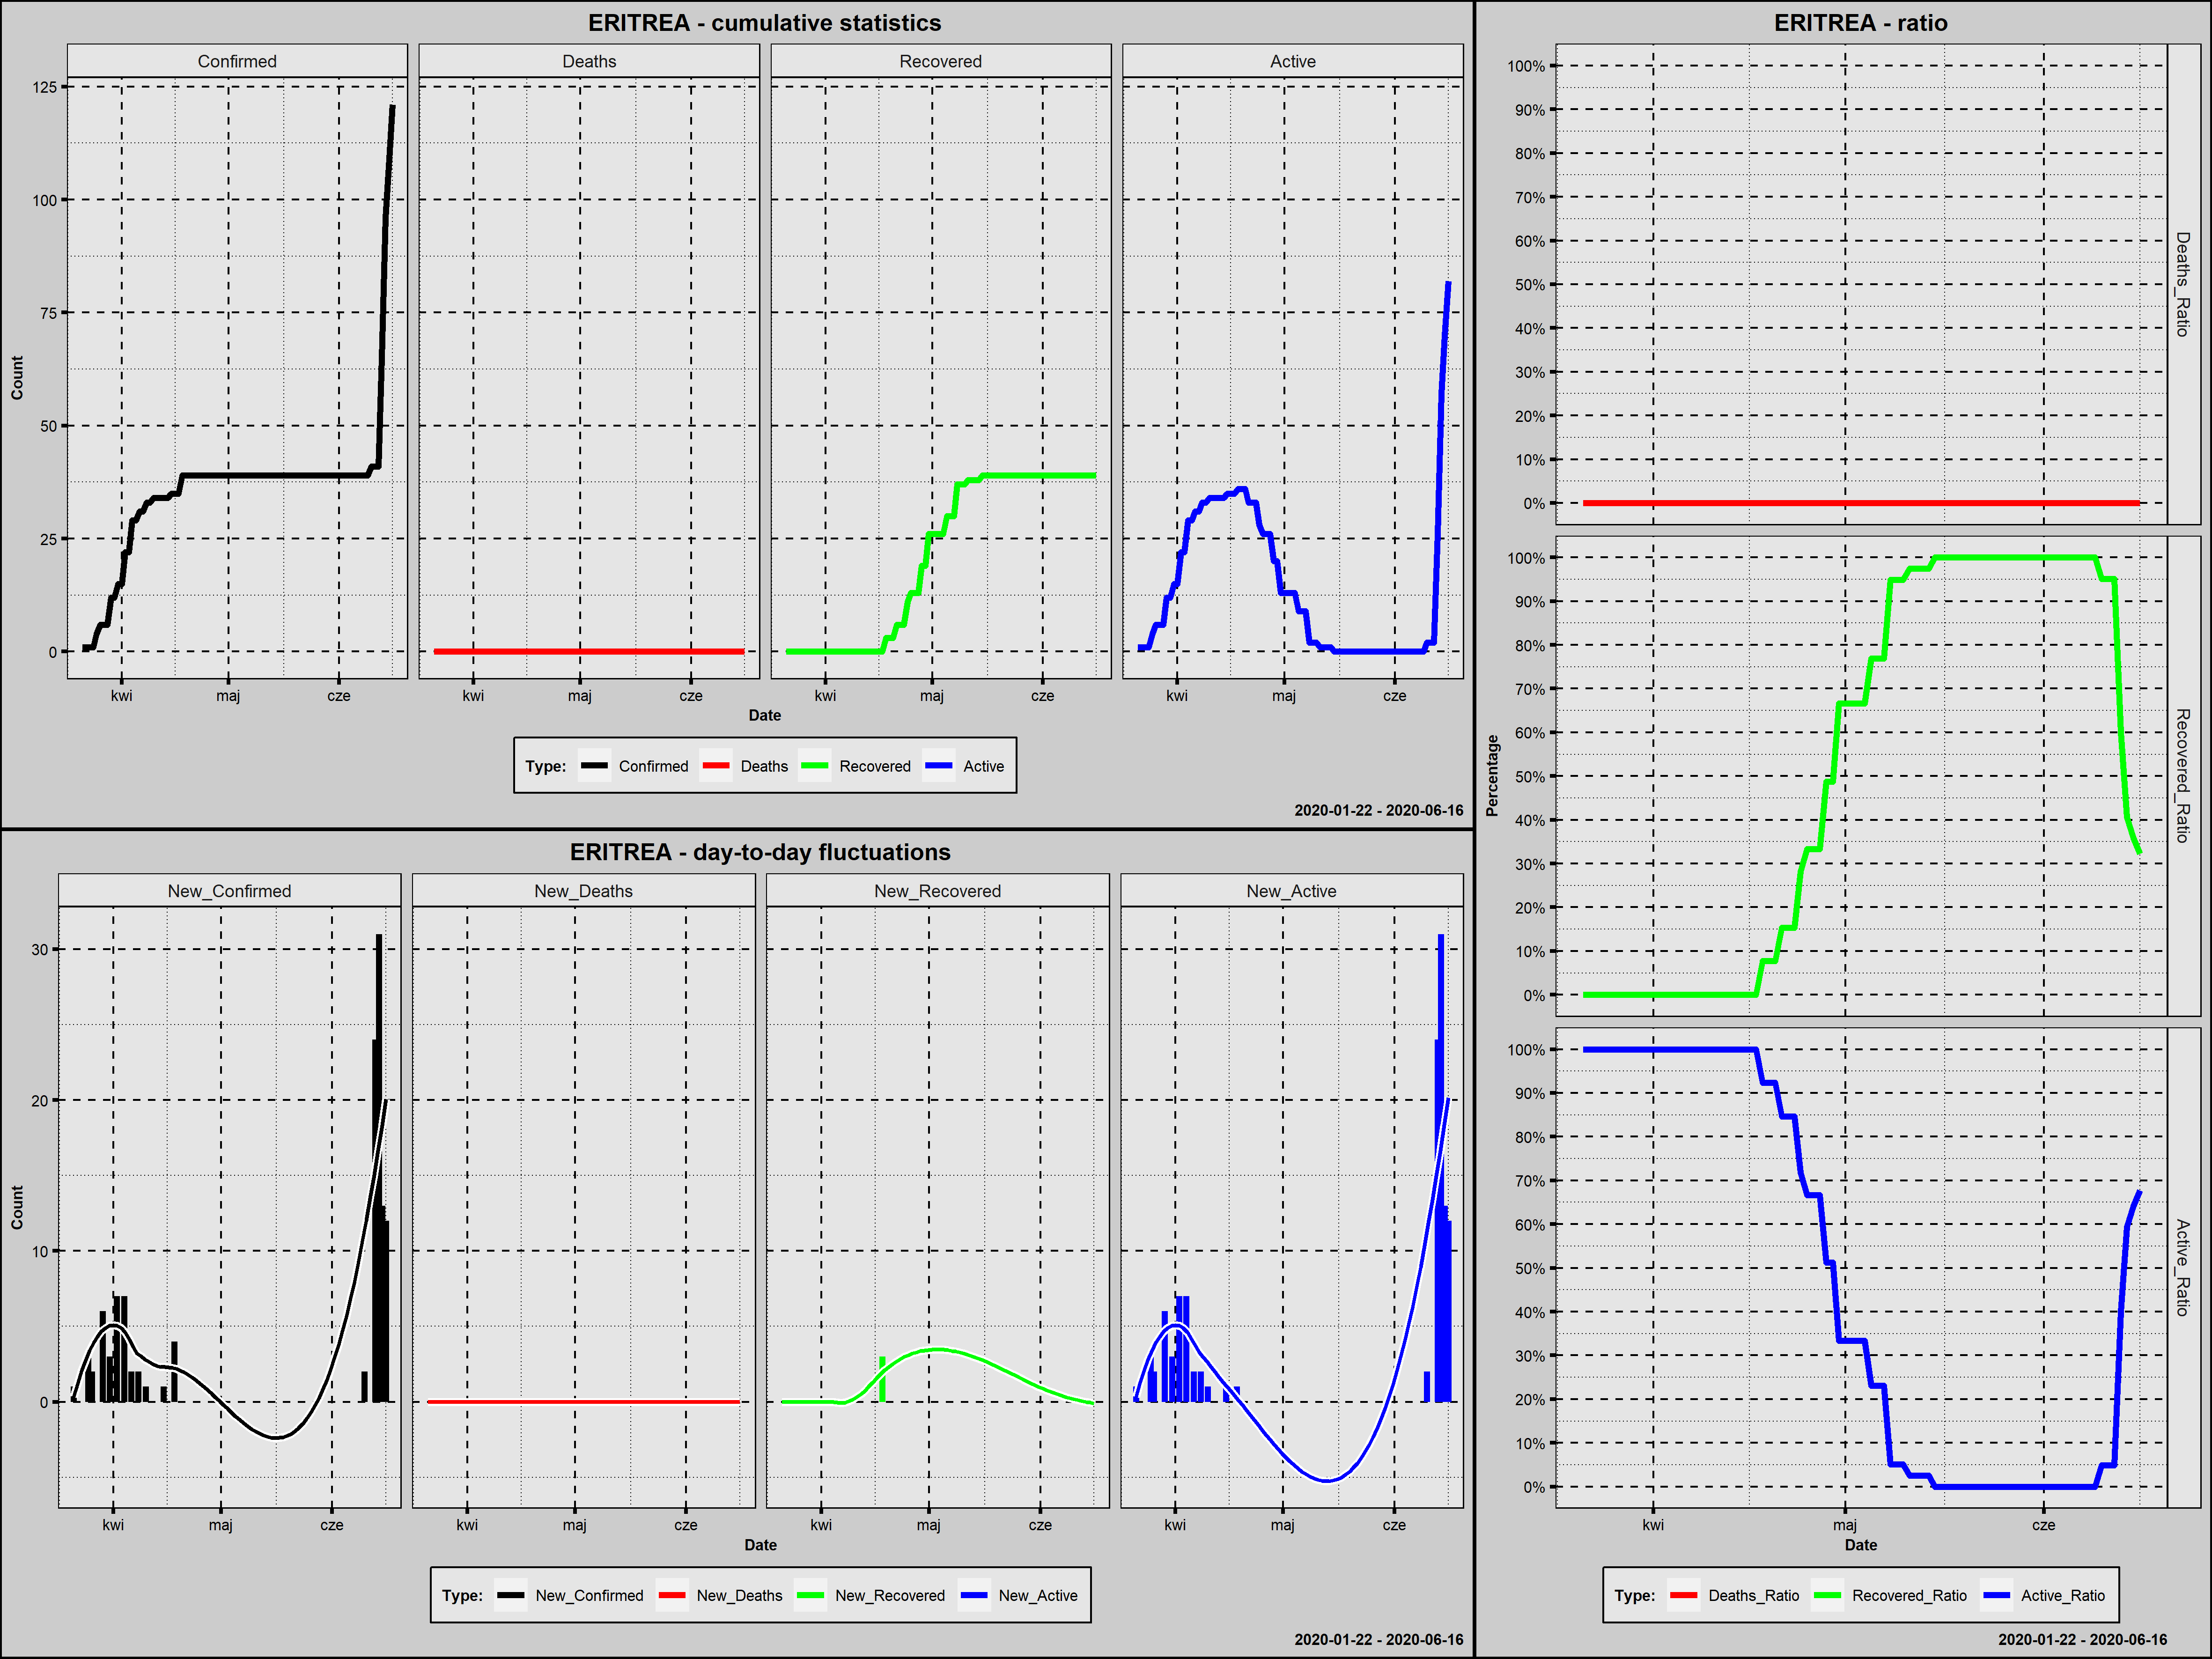 ERITREA - cumulative statistics
Confirmed Deaths Recovered Active
Count
125
100
75
50
25
0
kwi maj cze kwi maj cze kwi maj cze kwi maj cze
Date
Type: Confirmed Deaths Recovered Active
2020-01-22 - 2020-06-16
ERITREA - day-to-day fluctuations
New_Confirmed New_Deaths New_Recovered New_Active
Count
30
20
10
0
kwi maj cze kwi maj cze kwi maj cze kwi maj cze
Date
Type: New_Confirmed New_Deaths New_Recovered New_Active
2020-01-22 - 2020-06-16
ERITREA - ratio
Percentage
100%
90%
80%
70%
60%
50%
40%
30%
20%
10%
0%
Deaths_Ratio
100%
90%
80%
70%
60%
50%
40%
30%
20%
10%
0%
Recovered_Ratio
100%
90%
80%
70%
60%
50%
40%
30%
20%
10%
0%
Active_Ratio
kwi maj cze
Date
Type: Deaths_Ratio Recovered_Ratio Active_Ratio
2020-01-22 - 2020-06-16